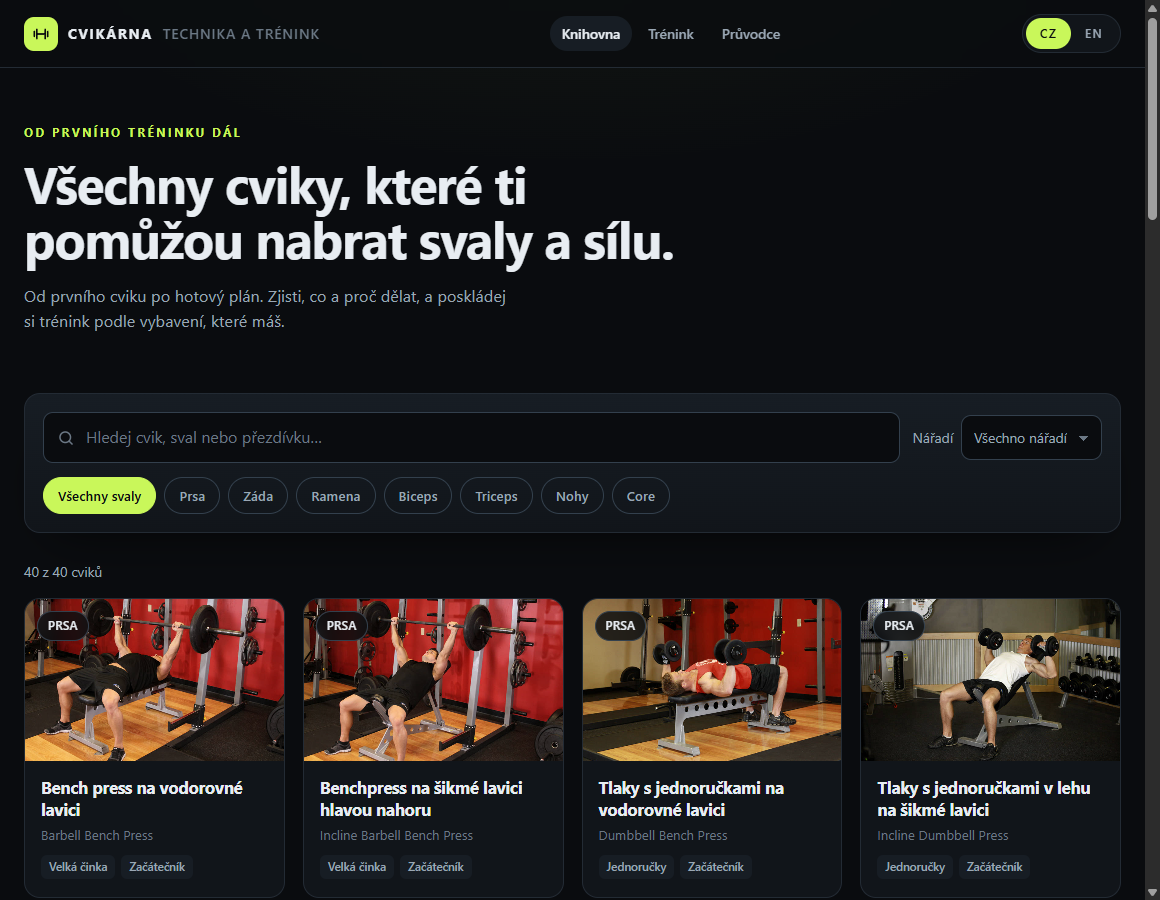 CVIKÁRNA TECHNIKA A TRÉNINK
Knihovna Trénink Průvodce
CZ EN
OD PRVNÍHO TRÉNINKU DÁL
Všechny cviky, které ti
pomůžou nabrat svaly a sílu.
Od prvního cviku po hotový plán. Zjisti, co a proč dělat, a poskládej
si trénink podle vybavení, které máš.
Hledej cvik, sval nebo přezdívku...
Nářadí Všechno nářadí
Všechny svaly Prsa Záda Ramena Biceps Triceps Nohy Core
40 z 40 cviků
PRSA
Bench press na vodorovné
lavici
Barbell Bench Press
Velká činka Začátečník
PRSA
Benchpress na šikmé lavici
hlavou nahoru
Incline Barbell Bench Press
Velká činka Začátečník
PRSA
Tlaky s jednoručkami na
vodorovné lavici
Dumbbell Bench Press
Jednoručky Začátečník
PRSA
Tlaky s jednoručkami v lehu
na šikmé lavici
Incline Dumbbell Press
Jednoručky Začátečník